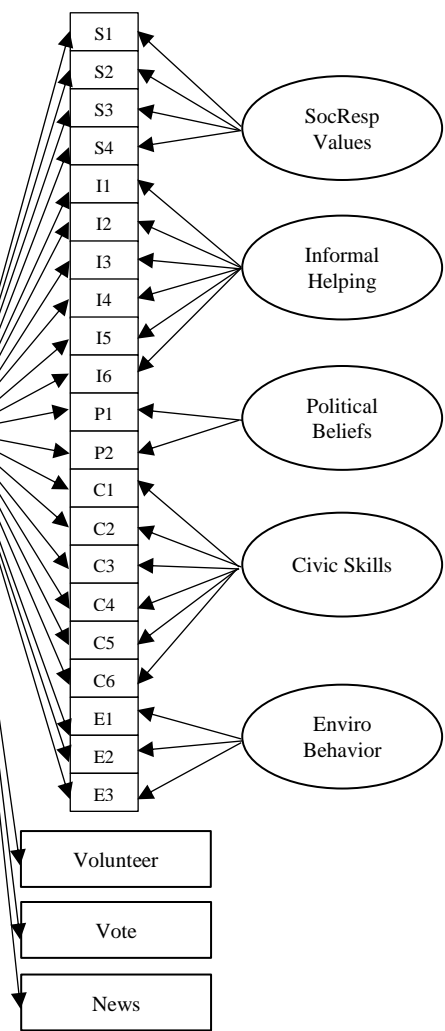 S1
S2
S3
S4
I1
I2
I3
I4
I5
I6
P1
P2
C1
C2
C3
C4
C5
C6
E1
E2
E3
SocResp
Values
Informal
Helping
Political
Beliefs
Civic Skills
Enviro
Behavior
Volunteer
Vote
News